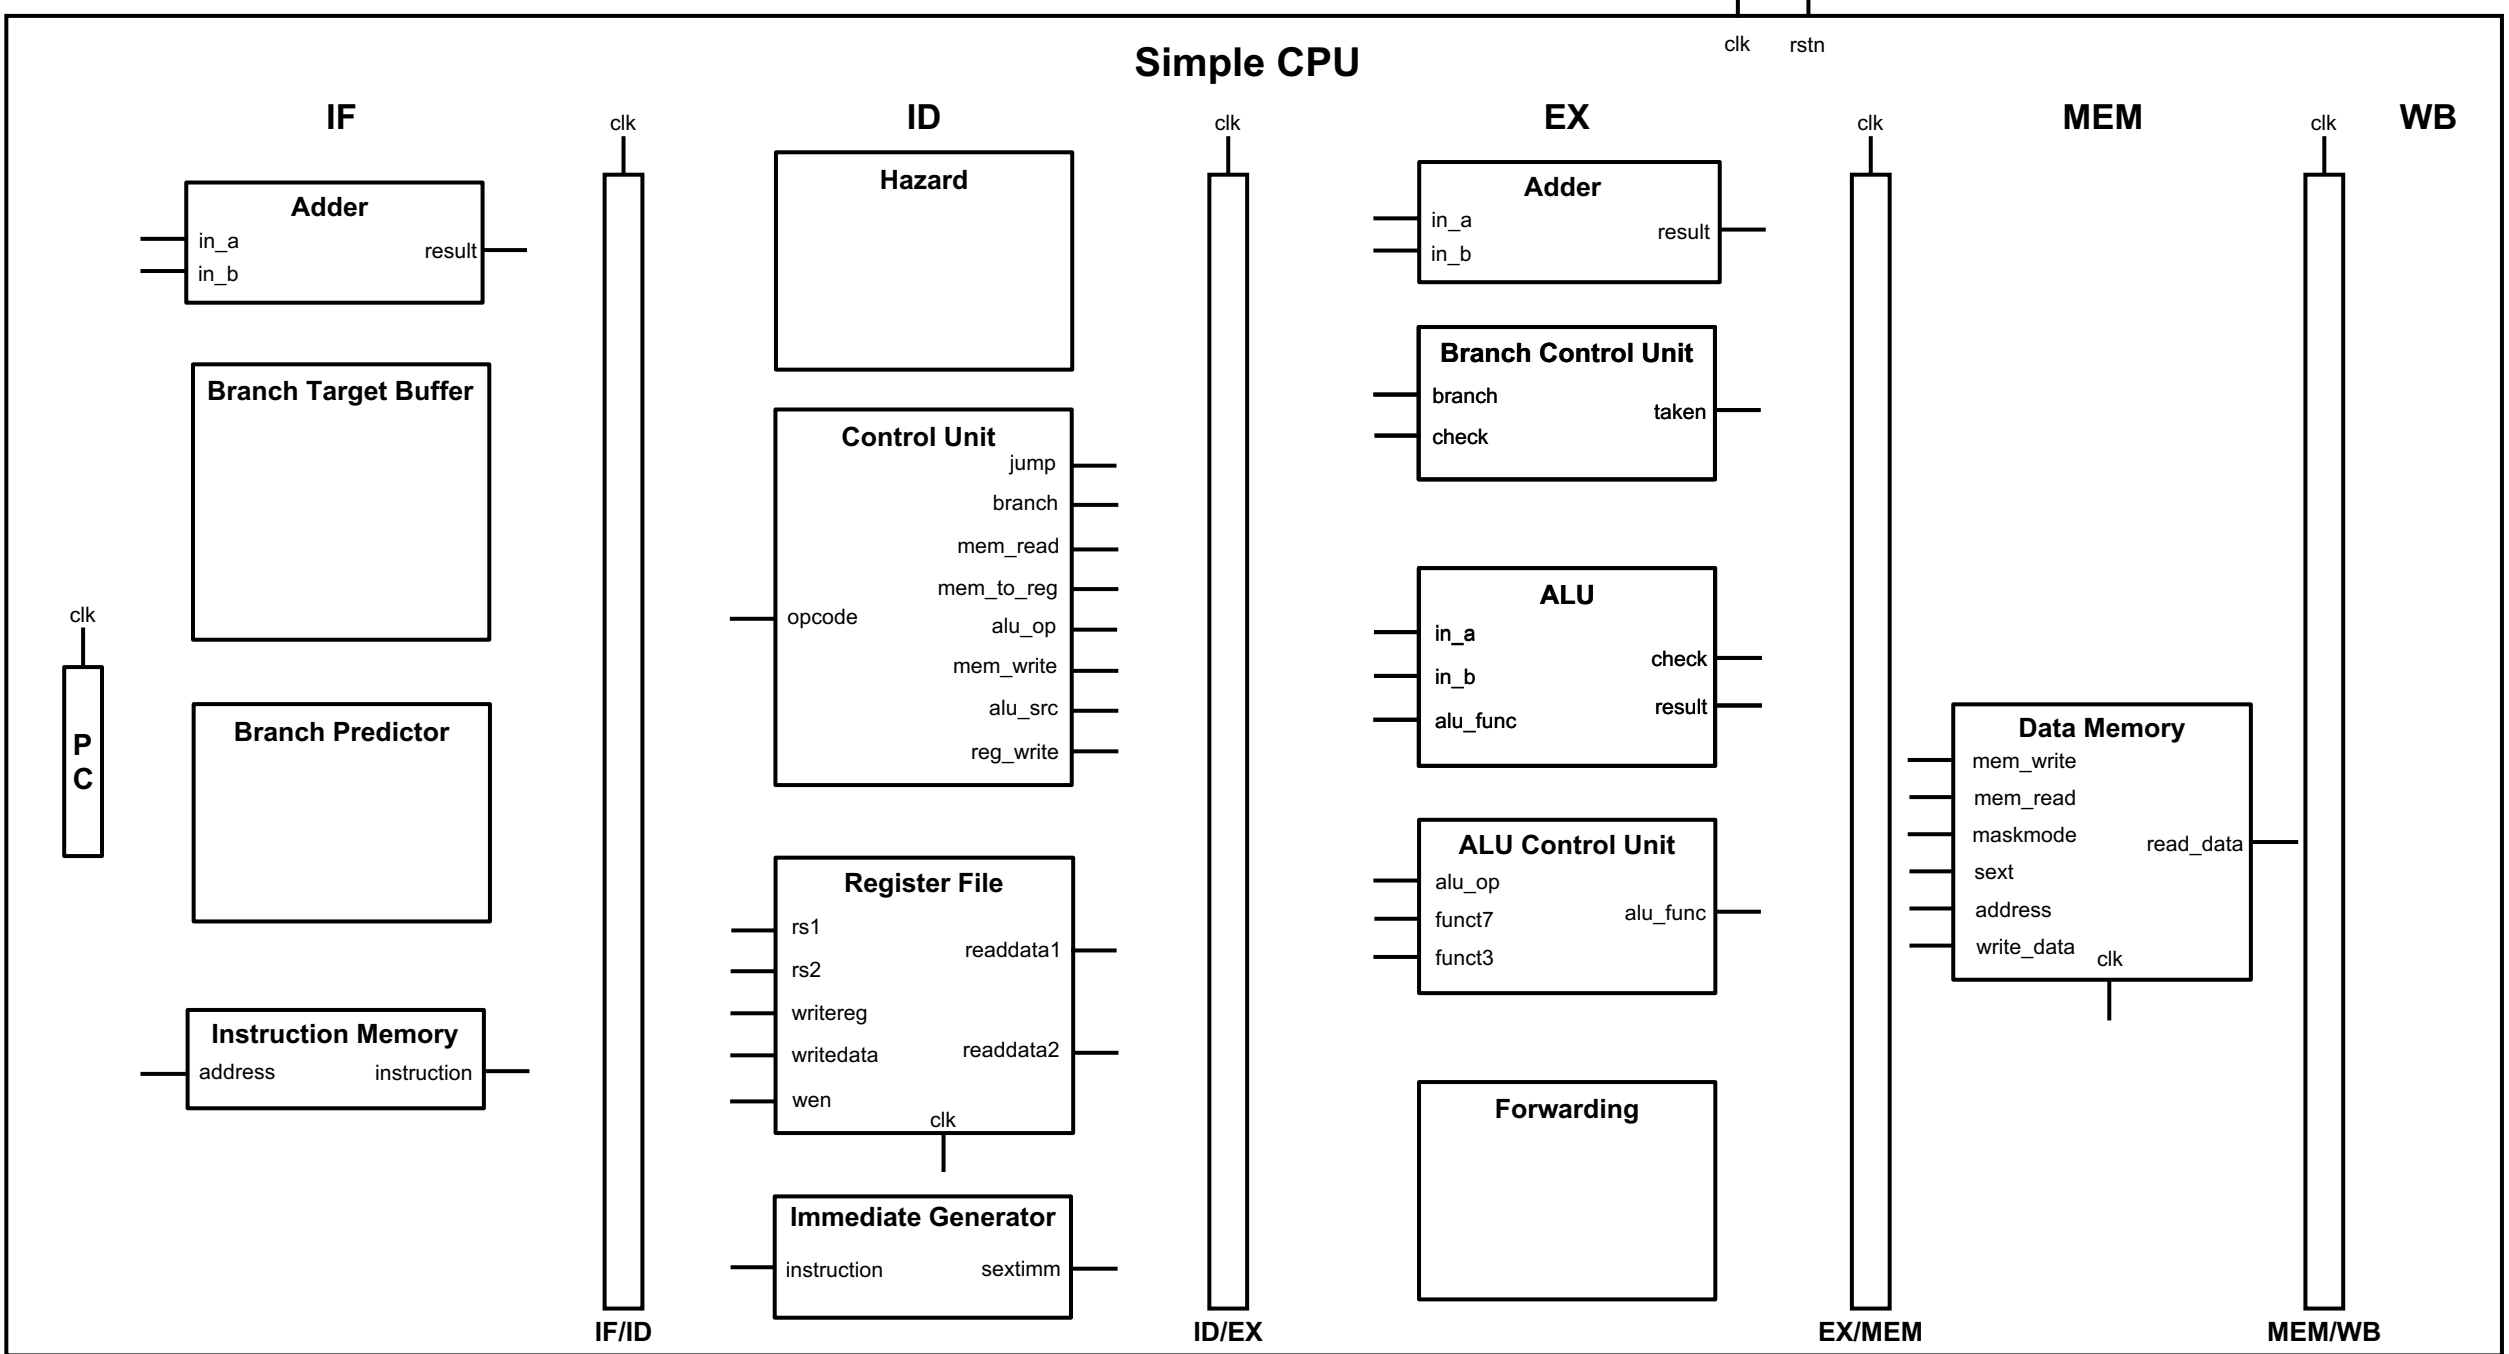 clk
rstn
Simple CPU
IF
clk
ID
clk
EX
clk
MEM
clk
WB
Adder
in_a
in_b
result
Branch Target Buffer
clk
P
C
Branch Predictor
Instruction Memory
address
instruction
IF/ID
Hazard
Control Unit
jump
branch
mem_read
mem_to_reg
opcode
alu_op
mem_write
alu_src
reg_write
Register File
rs1
rs2
writereg
writedata
wen
readdata1
readdata2
clk
Immediate Generator
instruction
sextimm
ID/EX
Adder
in_a
in_b
result
Branch Control Unit
branch
check
taken
ALU
in_a
in_b
alu_func
check
result
ALU Control Unit
alu_op
funct7
funct3
alu_func
Forwarding
EX/MEM
Data Memory
mem_write
mem_read
maskmode
sext
address
write_data
read_data
clk
MEM/WB